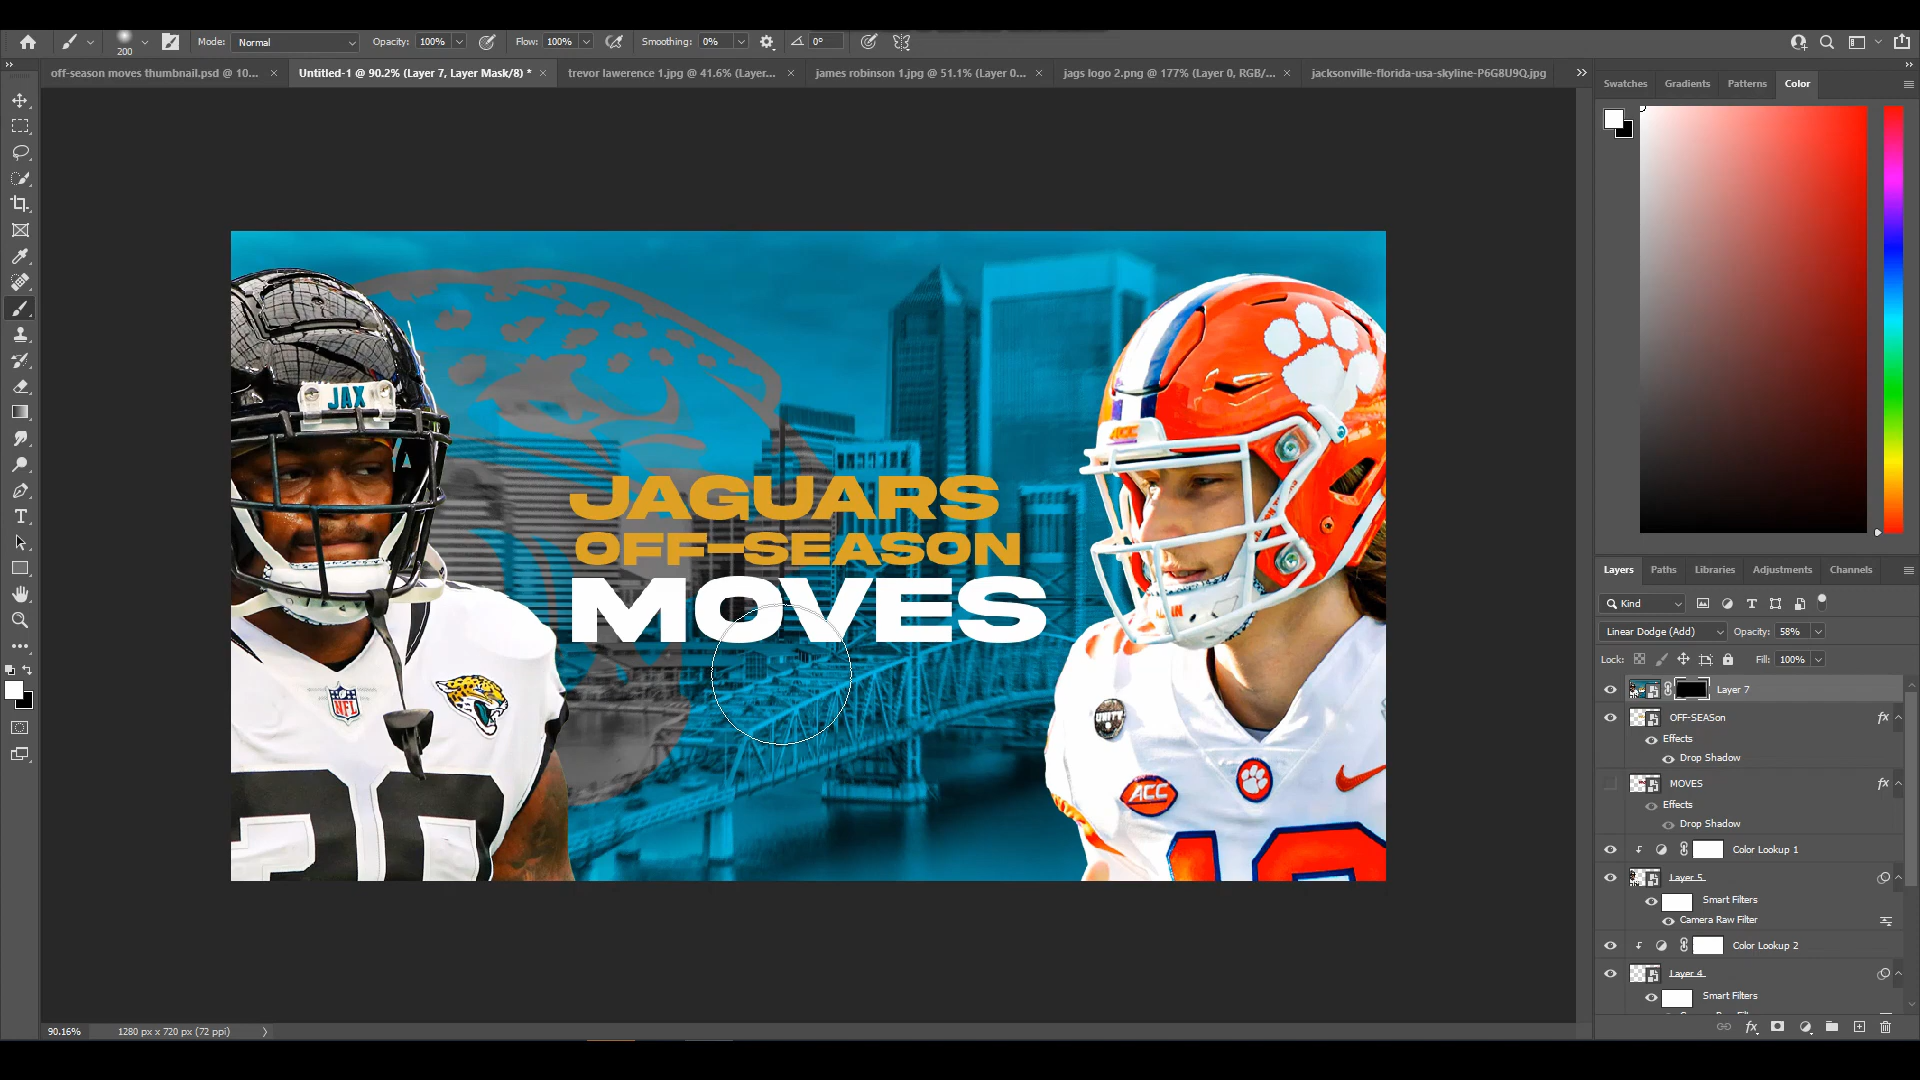 200
Mode:
Normal
Opacity:
100%
Flow:
100%
Smoothing:
0%
0°
off-season moves thumbnail.psd @ 10...
Untitled-1 @ 90.2% (Layer 7, Layer Mask/8) *
trevor lawerence 1.jpg @ 41.6% (Layer...
james robinson 1.jpg @ 51.1% (Layer 0...
jags logo 2.png @ 177% (Layer 0, RGB/...
jacksonville-florida-usa-skyline-P6G8U9Q.jpg
Swatches
Gradients
Patterns
Color
JAX
JAGUARS
OFF-SEASON
MOVES
NFL
UNITY
ACC
Layers
Paths
Libraries
Adjustments
Channels
Kind
Linear Dodge (Add)
Opacity:
58%
Lock:
Fill:
100%
Layer 7
OFF-SEASon
fx
Effects
Drop Shadow
MOVES
fx
Effects
Drop Shadow
Color Lookup 1
Layer 5
Smart Filters
Camera Raw Filter
Color Lookup 2
Layer 4
Smart Filters
90.16%
1280 px x 720 px (72 ppi)
fx